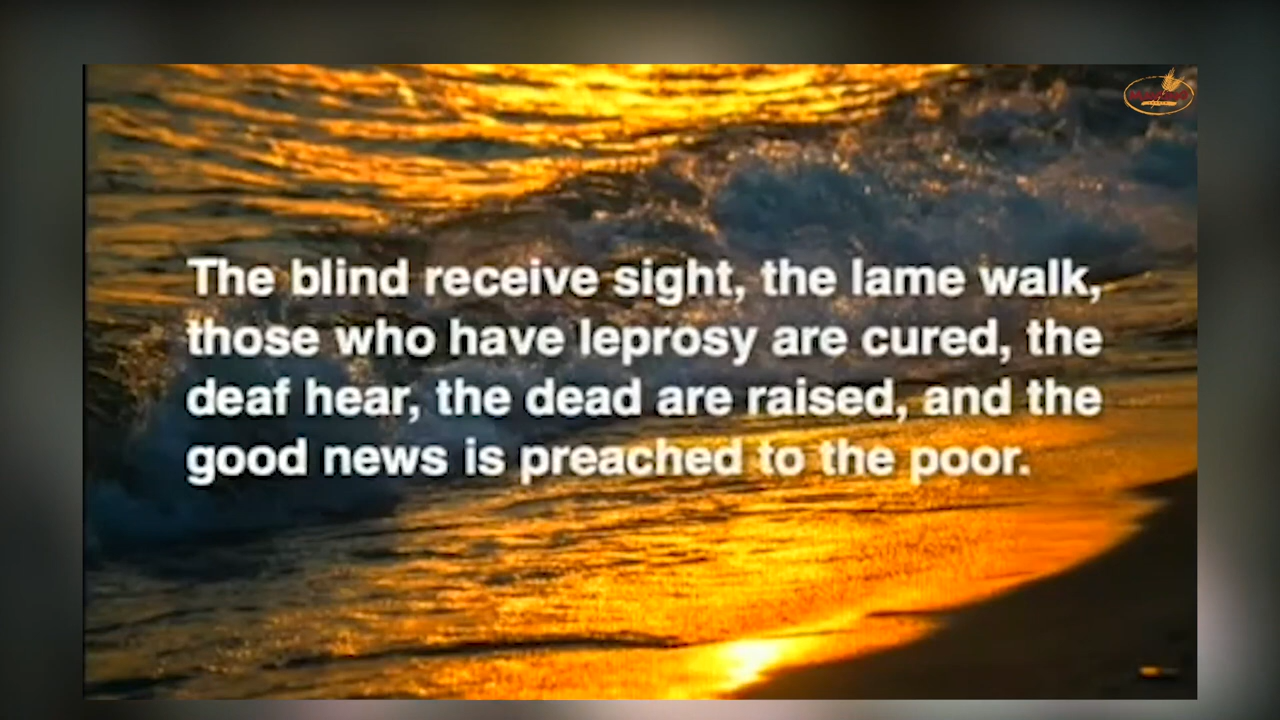 The blind receive sight, the lame walk,
those who have leprosy are cured, the
deaf hear, the dead are raised, and the
good news is preached to the poor.